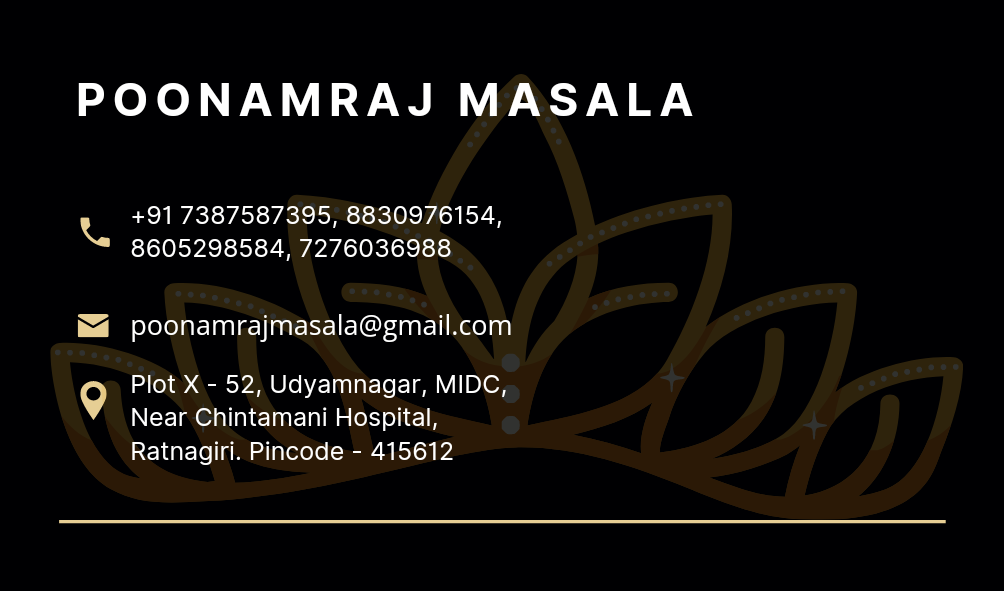 POONAMRAJ MASALA
+91 7387587395, 8830976154,
8605298584, 7276036988
poonamrajmasala@gmail.com
Plot X - 52, Udyamnagar, MIDC,
Near Chintamani Hospital,
Ratnagiri. Pincode - 415612